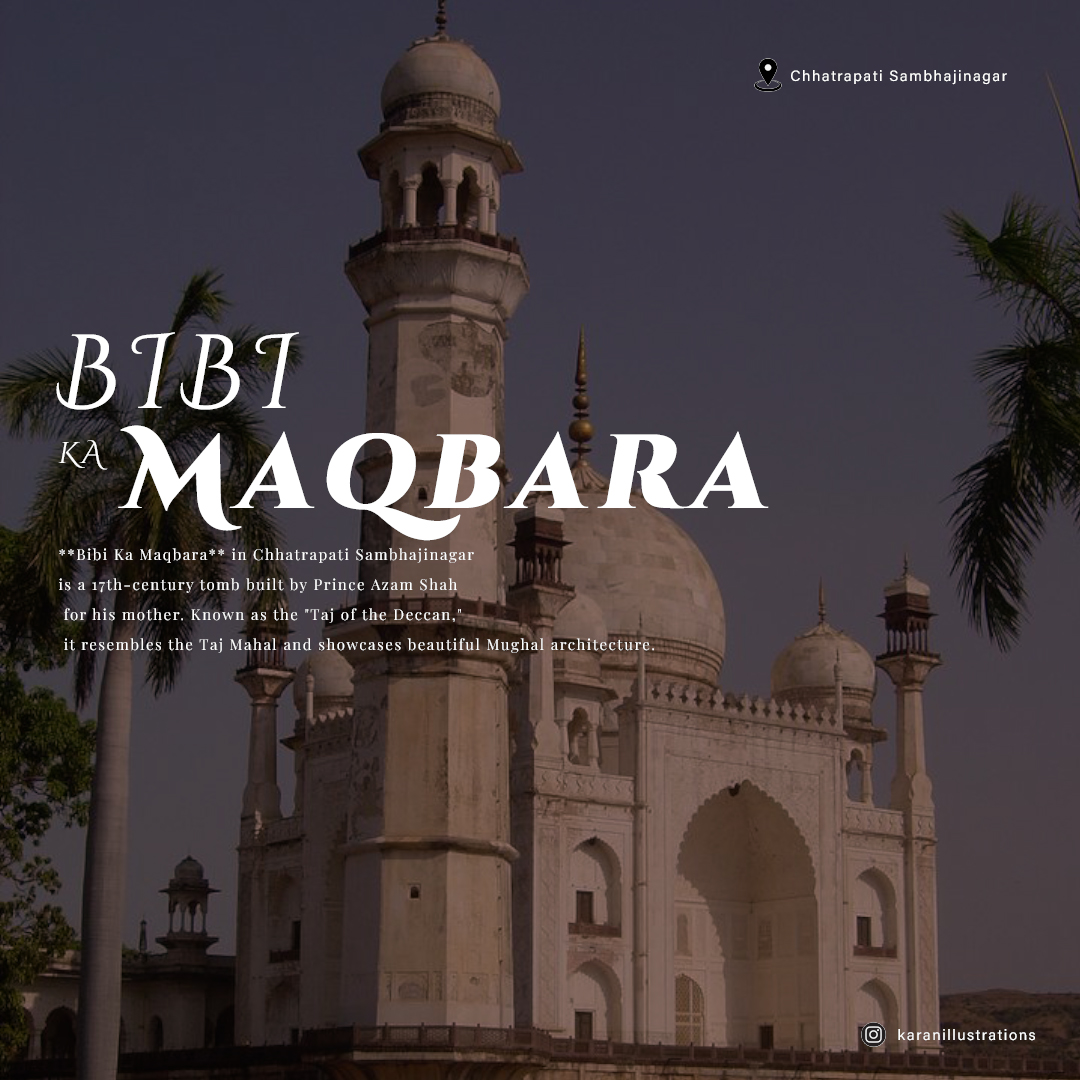 Chhatrapati Sambhajinagar
BIBI
KA MAQBARA
**Bibi Ka Maqbara** in Chhatrapati Sambhajinagar
is a 17th-century tomb built by Prince Azam Shah
for his mother. Known as the "Taj of the Deccan,"
it resembles the Taj Mahal and showcases beautiful Mughal architecture.
karanillustrations